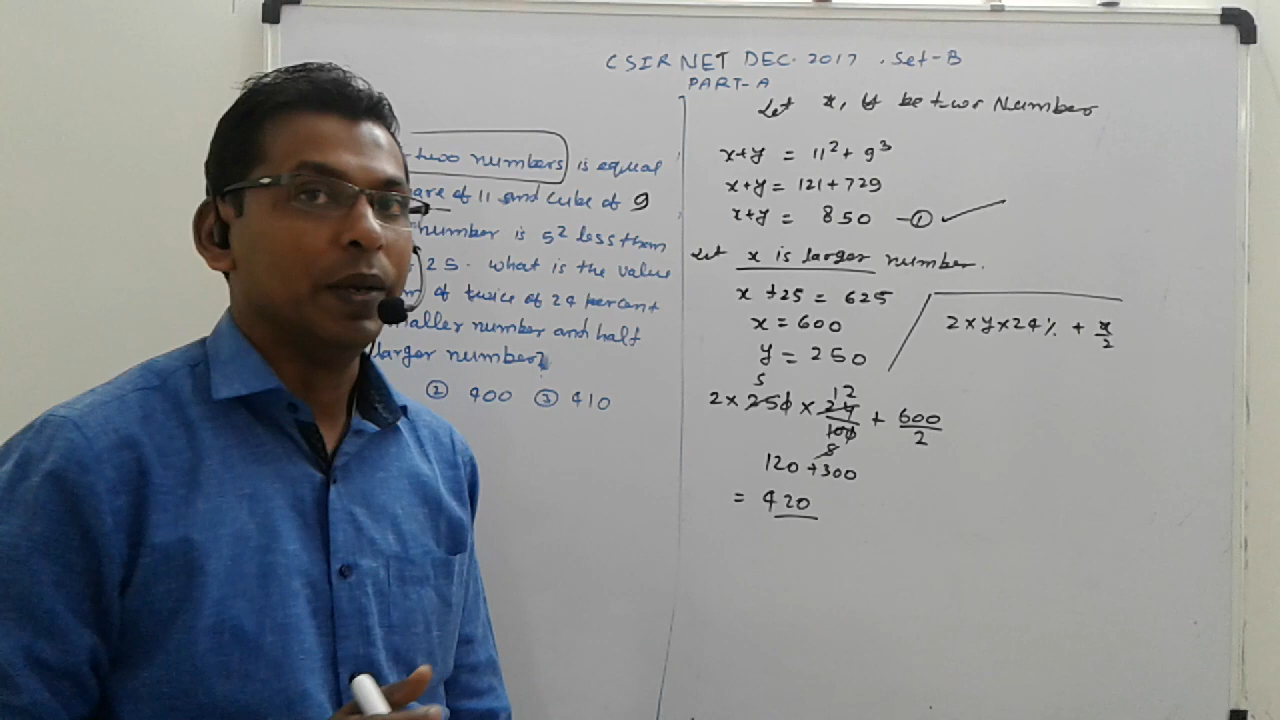 CSIR NET DEC. 2017 . Set-B
PART-A
two numbers is equal
are of 11 and cube of 9
number is 5² less than
25. what is the value
of twice of 24 percent
maller number and half
larger number?
② 400 ③ 410
Let x, y be two Number
x+y = 11² + 9³
x+y = 121 + 729
x+y = 850 -①
Let x is larger number.
x + 25 = 625
x = 600
y = 250
2 x y x 24% + x/2
5 12
2 x 250 x 24/100 + 600/2
120 + 300
= 420